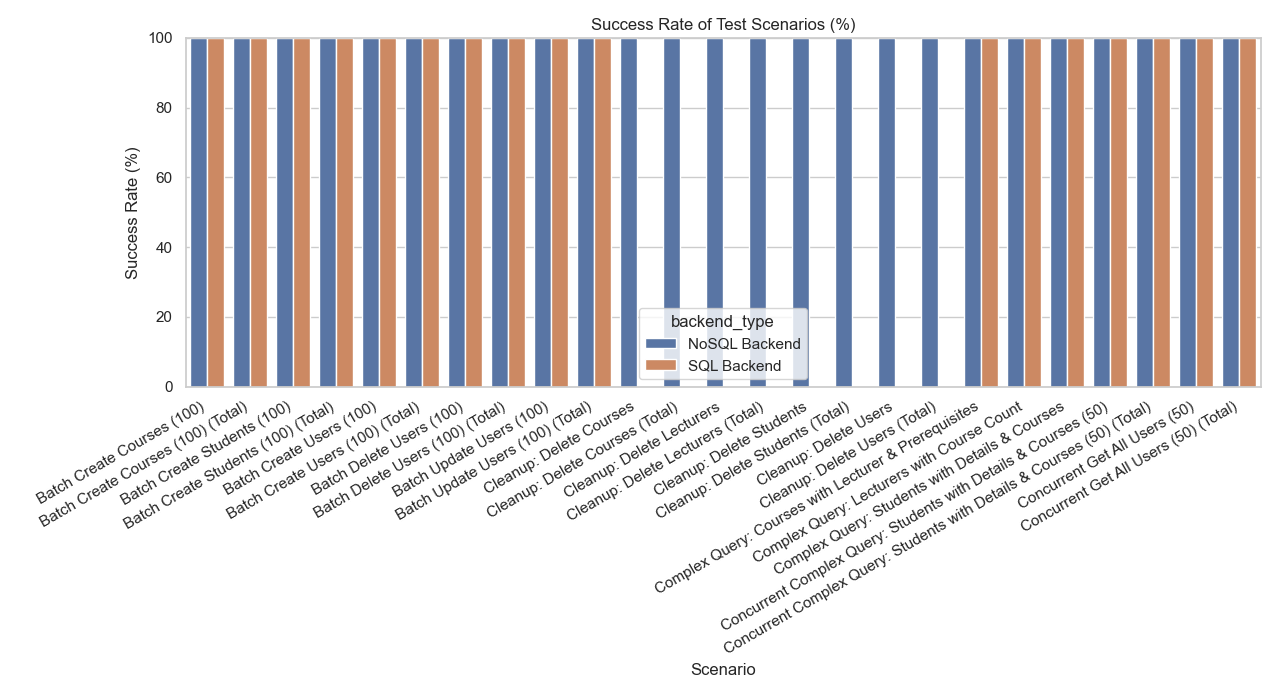 Success Rate of Test Scenarios (%)
100
80
60
40
20
0
Success Rate (%)
backend_type
NoSQL Backend
SQL Backend
Batch Create Courses (100)
Batch Create Courses (100) (Total)
Batch Create Students (100)
Batch Create Students (100) (Total)
Batch Create Users (100)
Batch Create Users (100) (Total)
Batch Delete Users (100)
Batch Delete Users (100) (Total)
Batch Update Users (100)
Batch Update Users (100) (Total)
Cleanup: Delete Courses
Cleanup: Delete Courses (Total)
Cleanup: Delete Lecturers
Cleanup: Delete Lecturers (Total)
Cleanup: Delete Students
Cleanup: Delete Students (Total)
Cleanup: Delete Users
Cleanup: Delete Users (Total)
Complex Query: Courses with Lecturer & Prerequisites
Complex Query: Lecturers with Course Count
Complex Query: Students with Details & Courses
Concurrent Complex Query: Students with Details & Courses (50)
Concurrent Complex Query: Students with Details & Courses (50) (Total)
Concurrent Get All Users (50)
Concurrent Get All Users (50) (Total)
Scenario